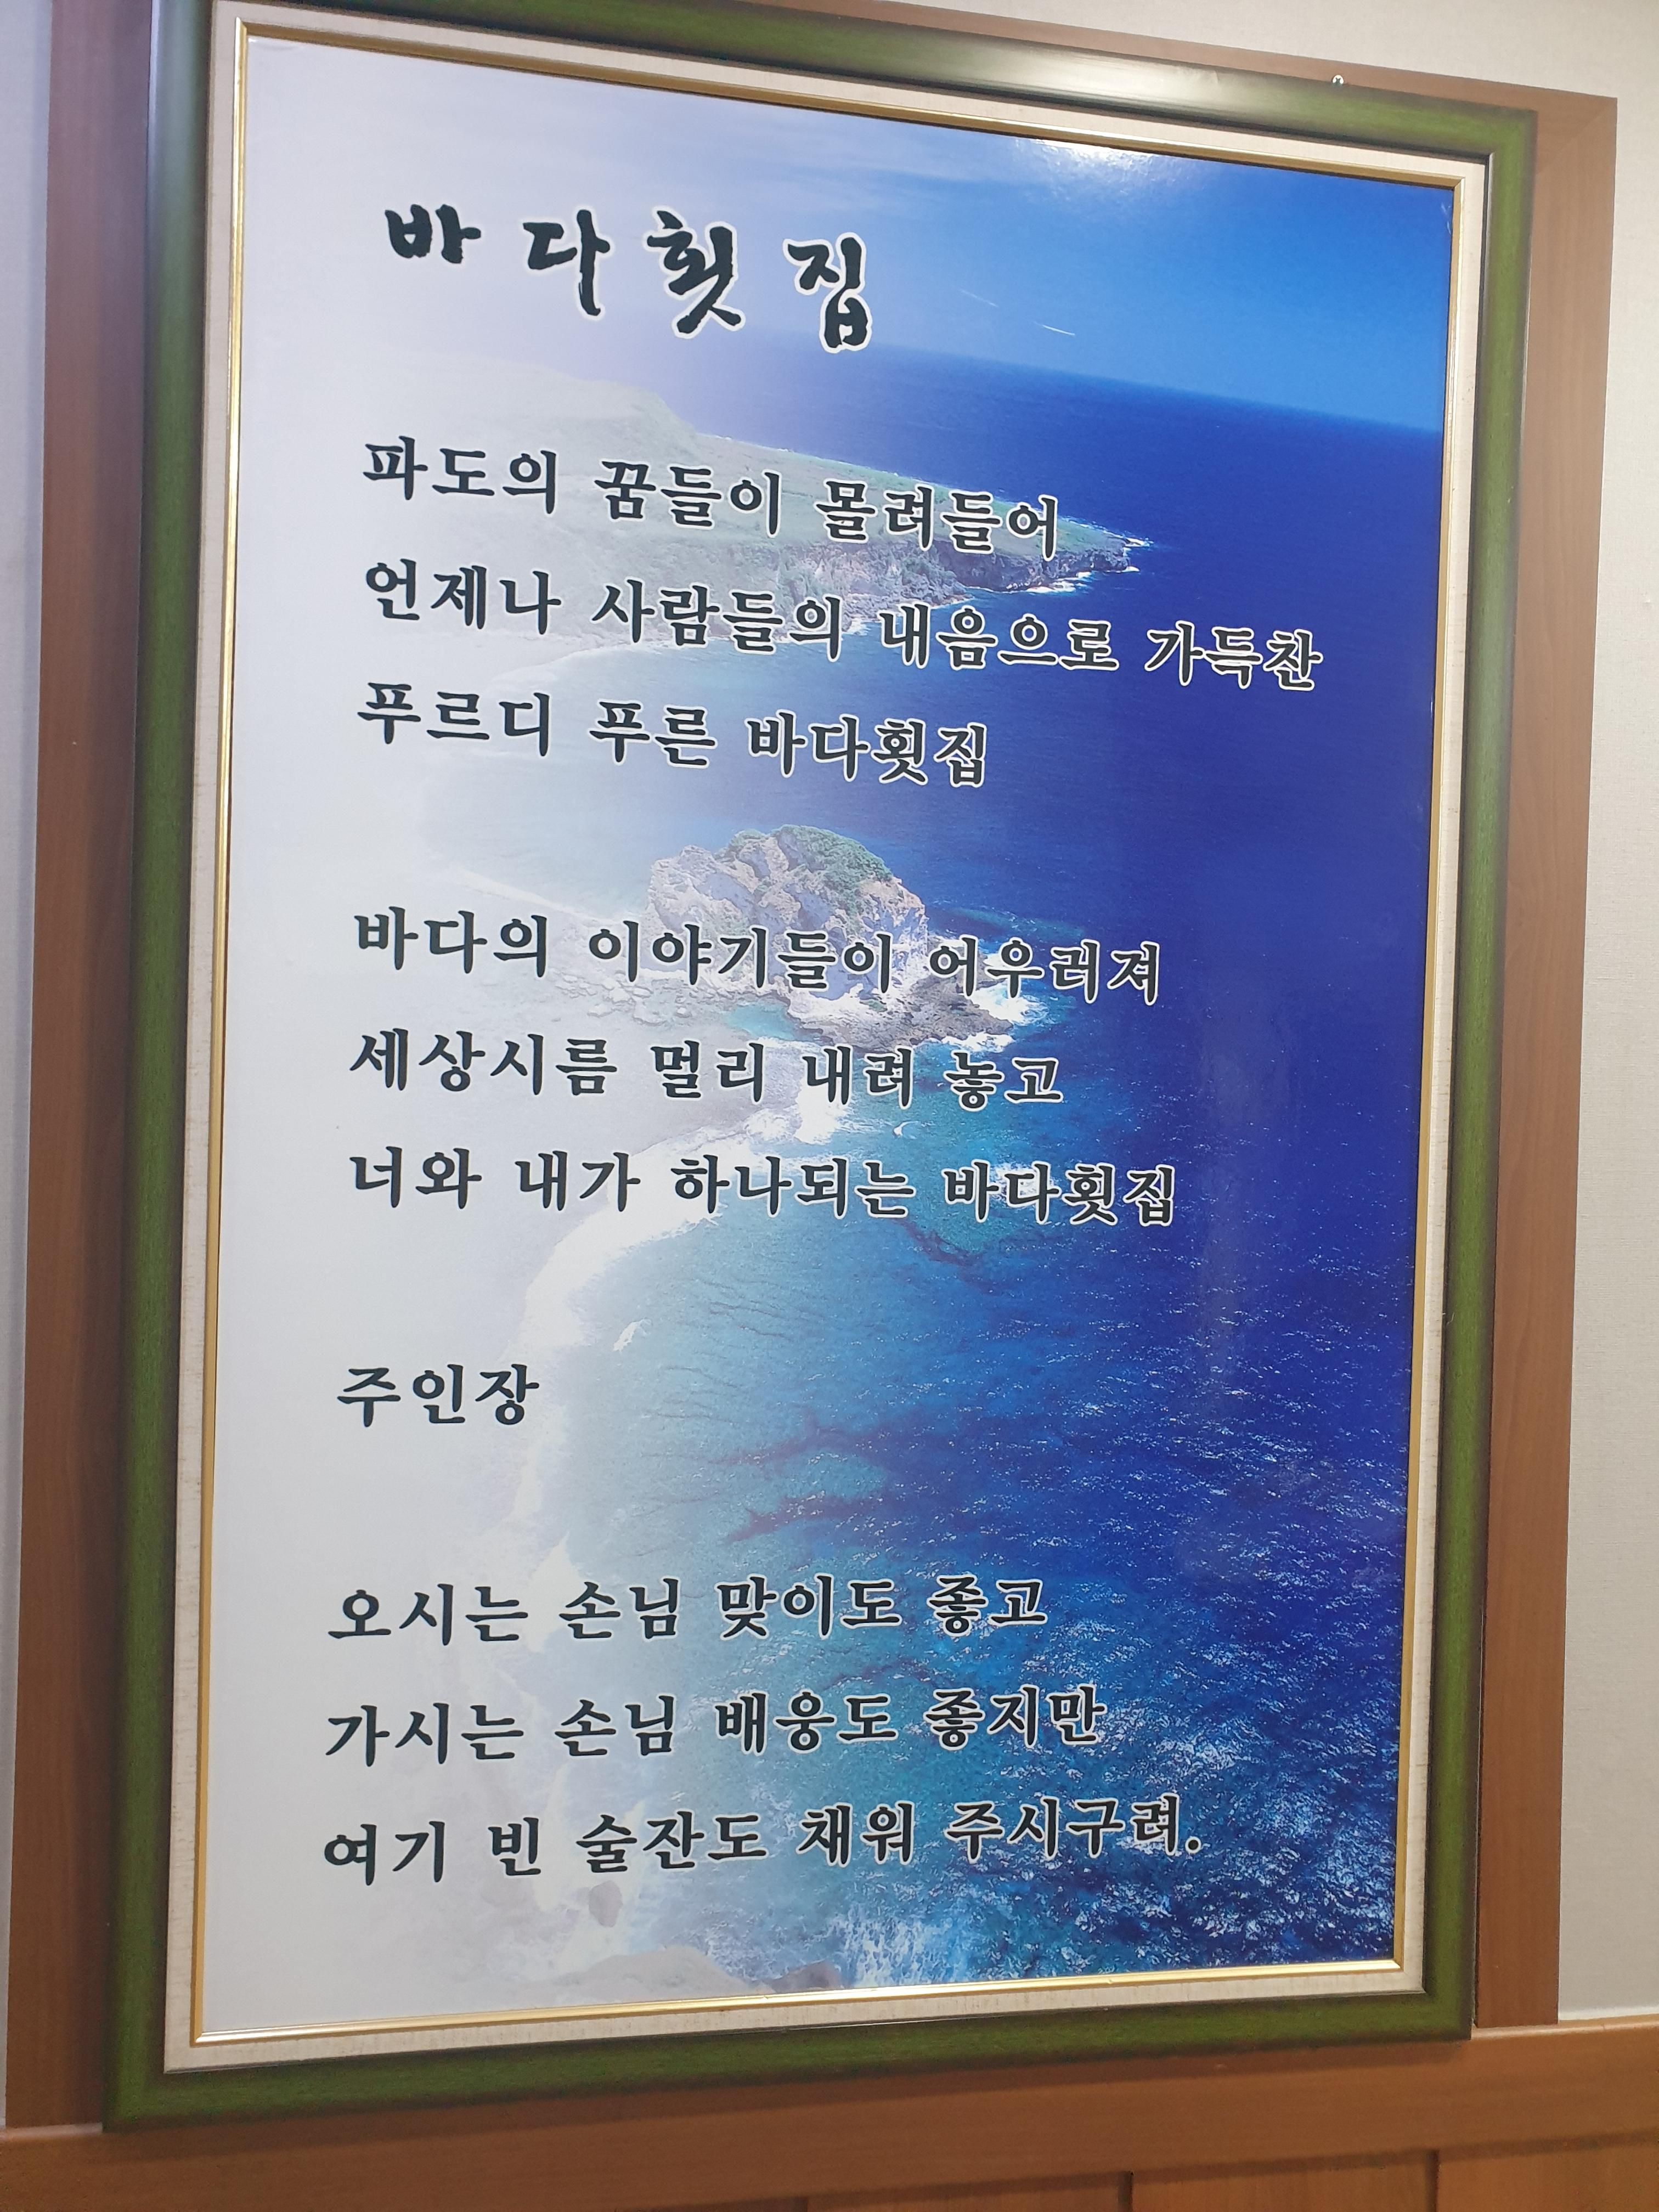 바다횟집
파도의 꿈들이 몰려들어
언제나 사람들의 내음으로 가득찬
푸르디 푸른 바다횟집
바다의 이야기들이 어우러져
세상시름 멀리 내려 놓고
너와 내가 하나되는 바다횟집
주인장
오시는 손님 맞이도 좋고
가시는 손님 배웅도 좋지만
여기 빈 술잔도 채워 주시구려.